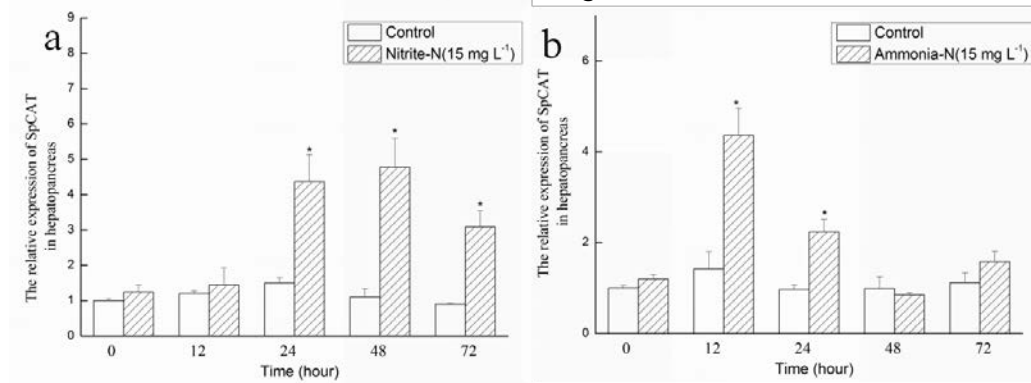 a
Control
Nitrite-N(15 mg L⁻¹)
The relative expression of SpCAT
in hepatopancreas
9
8
7
6
5
4
3
2
1
0
*
*
*
0 12 24 48 72
Time (hour)
b
Control
Ammonia-N(15 mg L⁻¹)
The relative expression of SpCAT
in hepatopancreas
6
4
2
0
*
*
0 12 24 48 72
Time (hour)